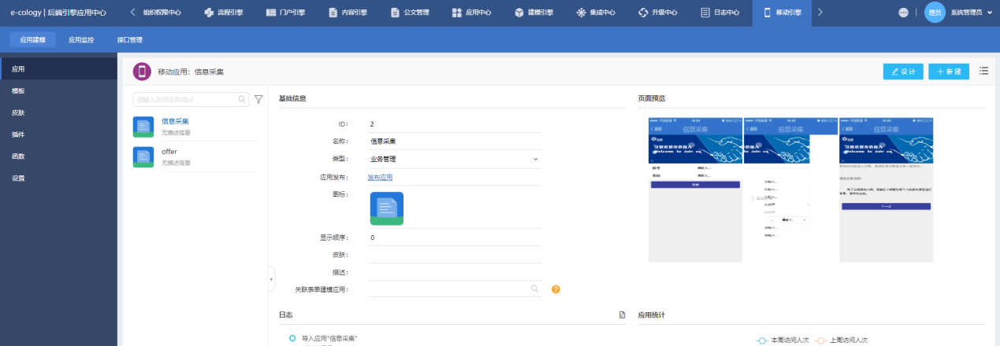 e-cology | 后端引擎应用中心
组织权限中心
流程引擎
门户引擎
内容引擎
公文管理
应用中心
建模引擎
集成中心
升级中心
日志中心
移动引擎
理员
系统管理员
应用建模
应用监控
接口管理
应用
模板
皮肤
插件
函数
设置
移动应用：信息采集
设计
新建
请输入应用名称或id
信息采集
无描述信息
offer
无描述信息
基础信息
ID：
2
名称：
信息采集
类型：
业务管理
应用发布：
发布应用
图标：
显示顺序：
0
皮肤：
描述：
关联表单建模应用：
日志
导入应用"信息采集"
页面预览
信息采集
信息采集
信息采集
应用统计
本周访问人次
上周访问人次